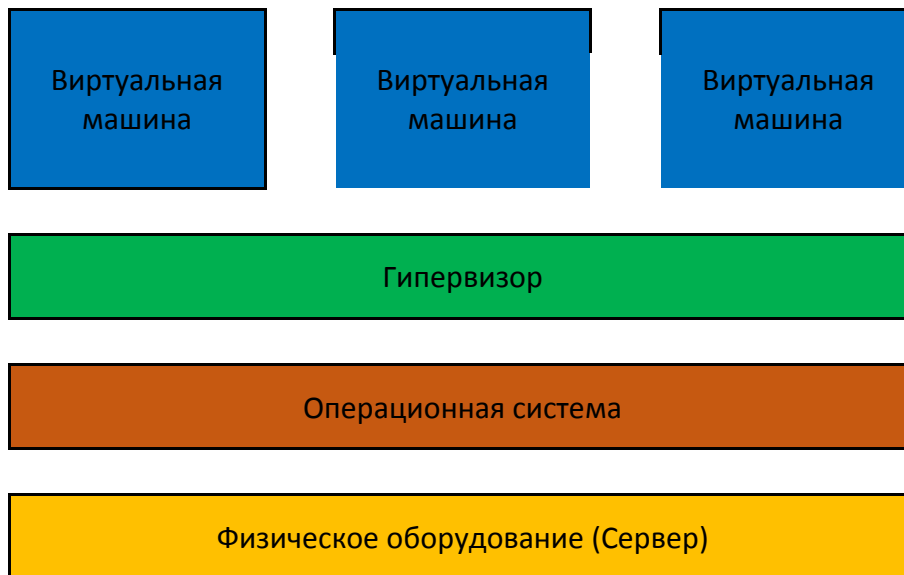 Виртуальная
машина
Виртуальная
машина
Виртуальная
машина
Гипервизор
Операционная система
Физическое оборудование (Сервер)